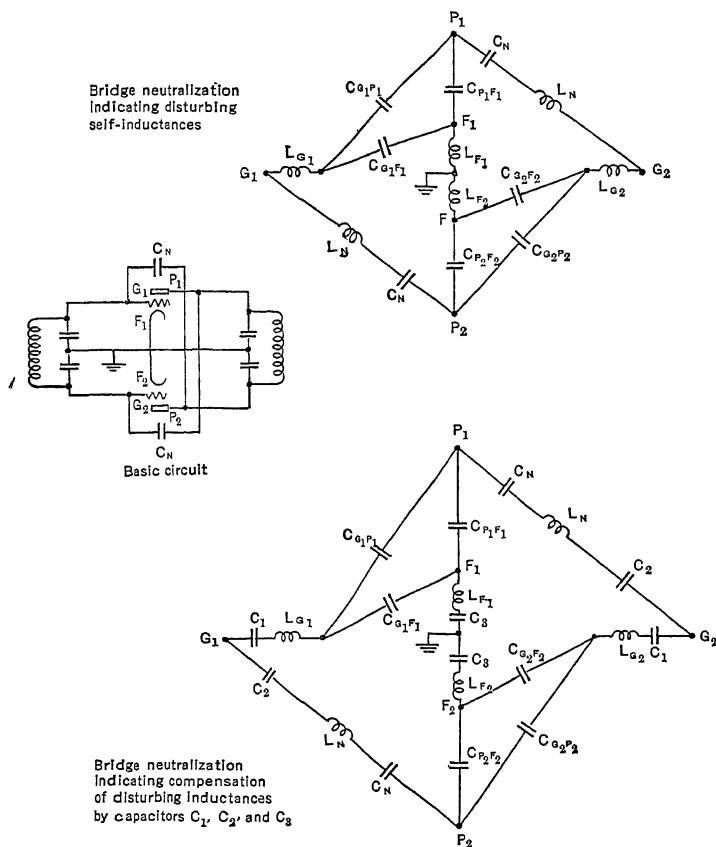 Bridge neutralization
indicating disturbing
self-inductances
P1
CN
LN
CG1P1
CP1F1
F1
LG1
CG1F1
LF1
G1
G2
LG2
CG2F2
LF2
F
LN
CN
CP2F2
CG2P2
P2
CN
P1
G1
F1
F2
G2
P2
CN
Basic circuit
P1
CN
LN
C2
CG1P1
CP1F1
F1
LF1
C3
CG1F1
C1
LG1
G1
G2
LG2
C1
C3
CG2F2
LF2
F2
C2
LN
CN
CP2F2
CG2P2
P2
Bridge neutralization
indicating compensation
of disturbing inductances
by capacitors C1, C2, and C3